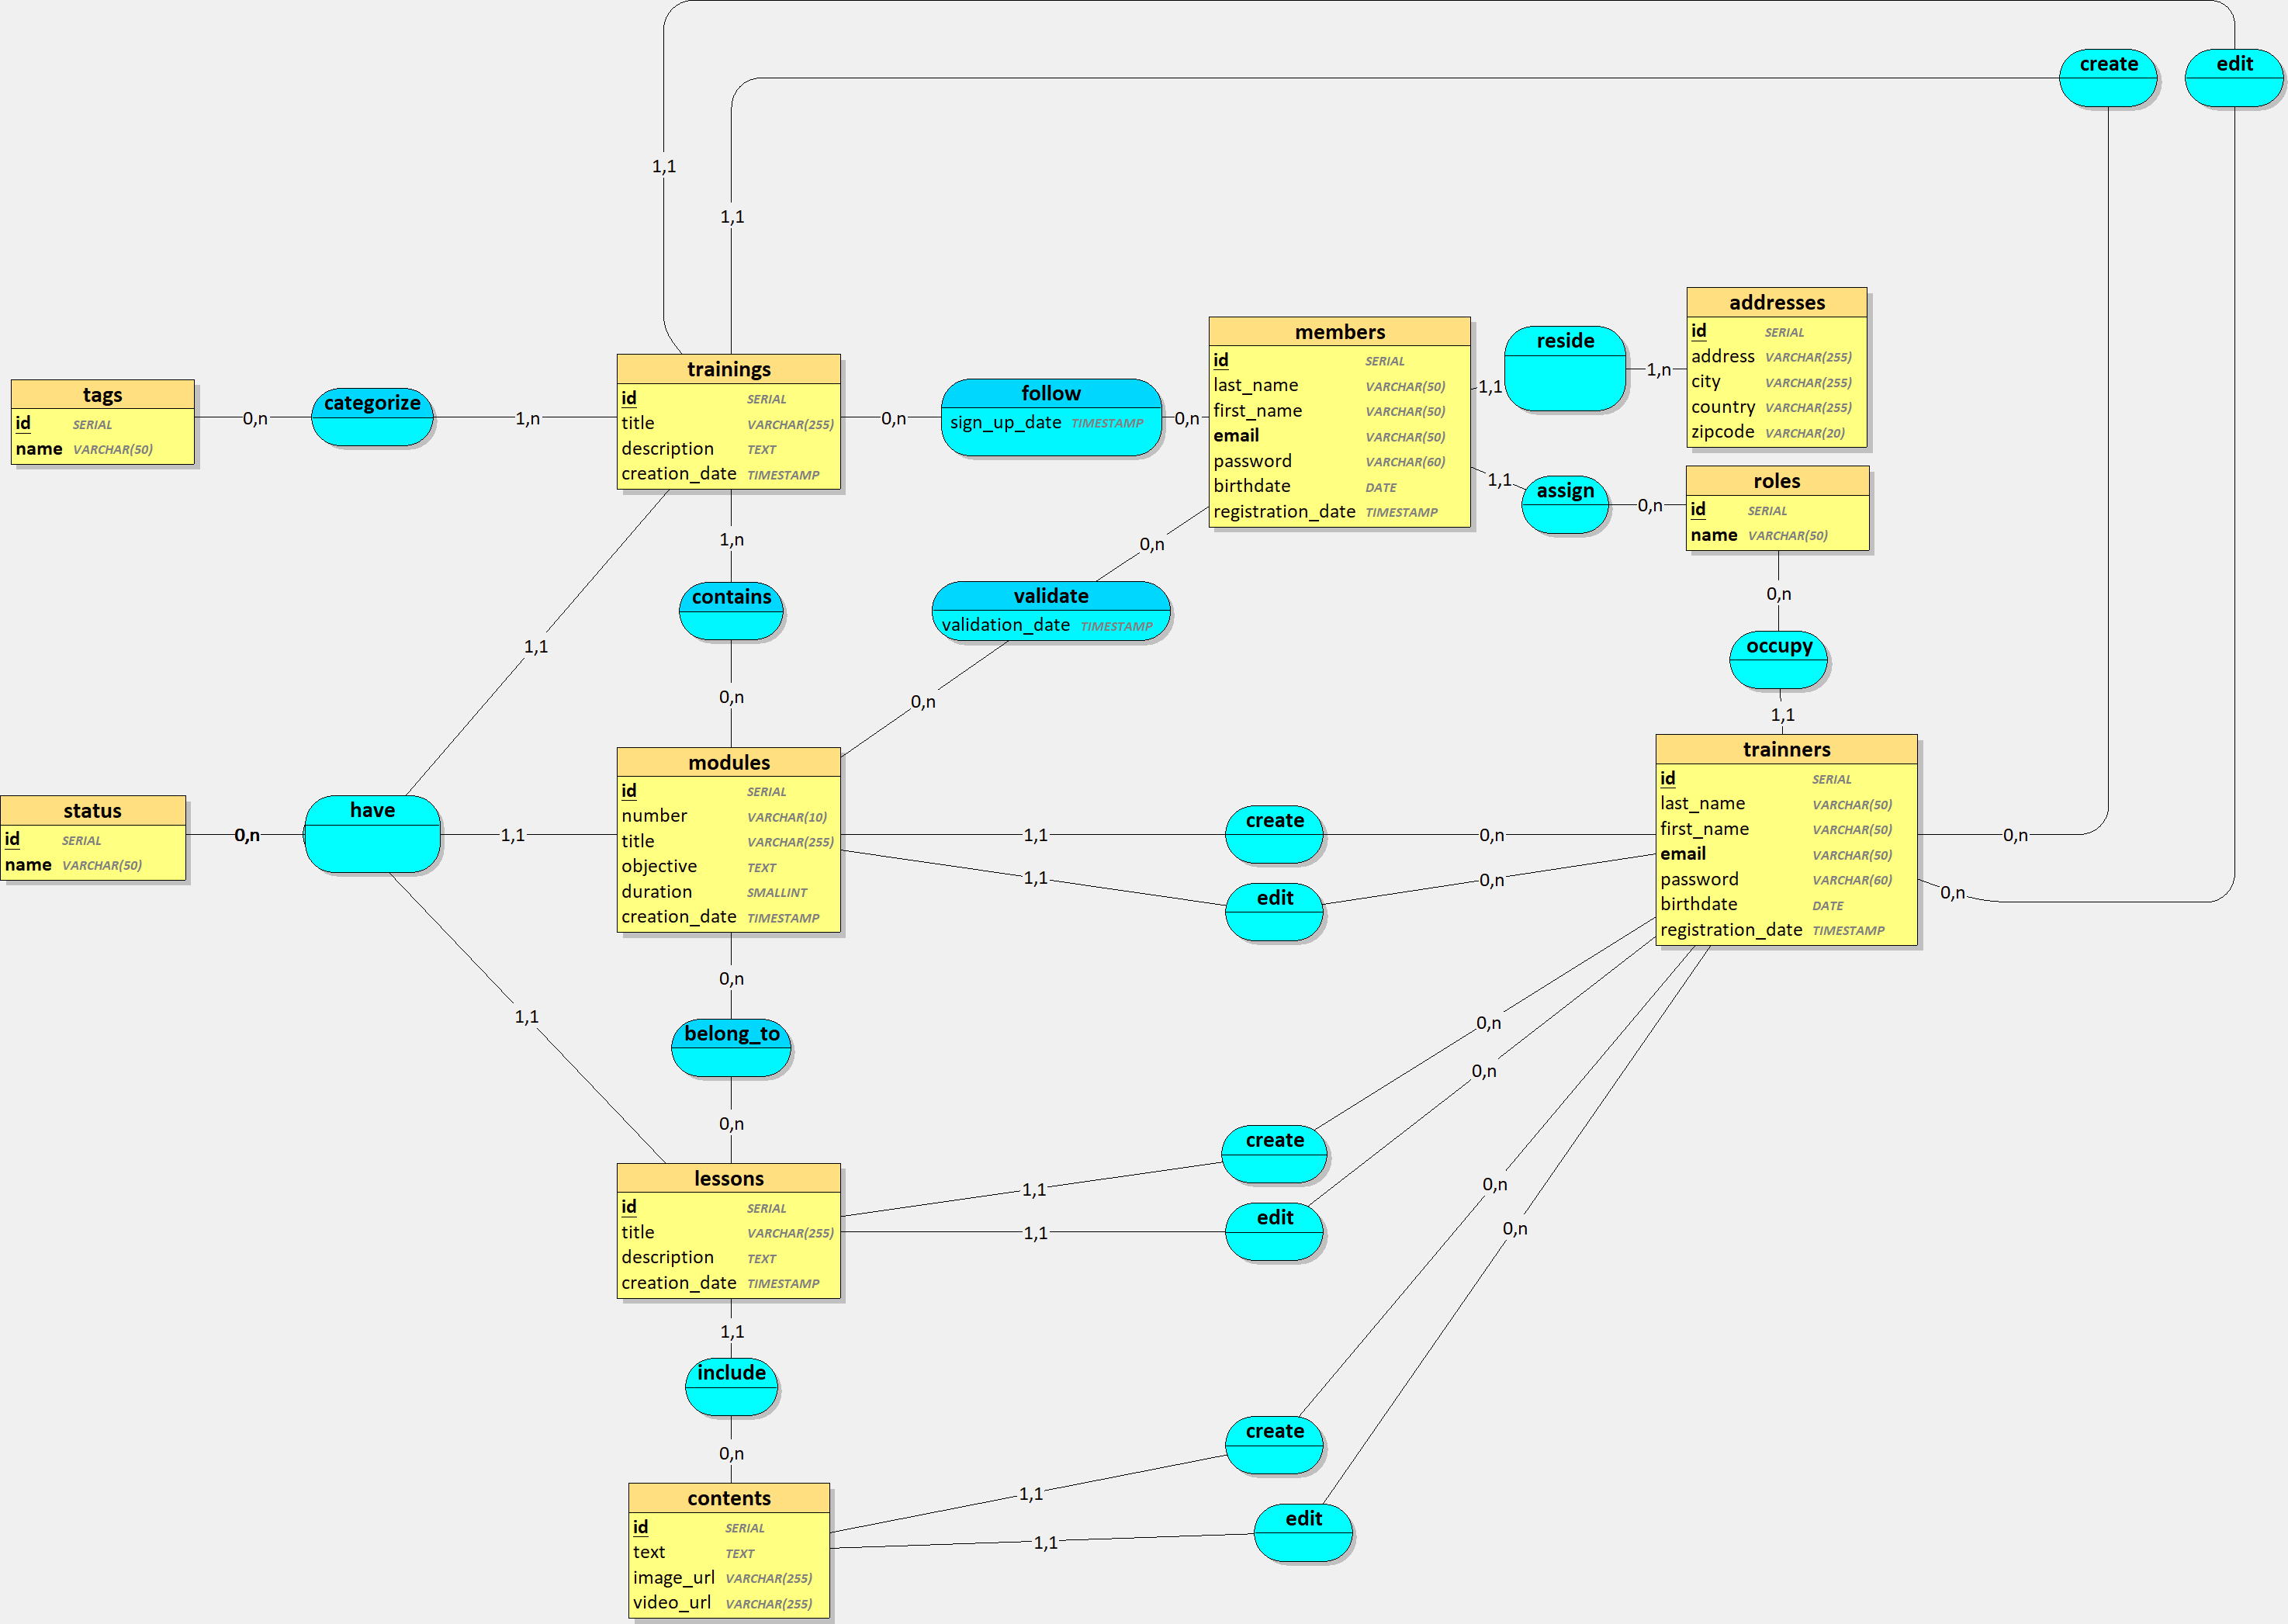 create
edit
1,1
1,1
addresses
id SERIAL
address VARCHAR(255)
city VARCHAR(255)
country VARCHAR(255)
zipcode VARCHAR(20)
members
id SERIAL
last_name VARCHAR(50)
first_name VARCHAR(50)
email VARCHAR(50)
password VARCHAR(60)
birthdate DATE
registration_date TIMESTAMP
reside
1,1
1,n
trainings
id SERIAL
title VARCHAR(255)
description TEXT
creation_date TIMESTAMP
tags
id SERIAL
name VARCHAR(50)
0,n
categorize
1,n
0,n
follow
sign_up_date TIMESTAMP
0,n
1,1
assign
0,n
roles
id SERIAL
name VARCHAR(50)
1,n
contains
0,n
0,n
validate
validation_date TIMESTAMP
0,n
0,n
occupy
1,1
1,1
status
id SERIAL
name VARCHAR(50)
0,n
have
1,1
modules
id SERIAL
number VARCHAR(10)
title VARCHAR(255)
objective TEXT
duration SMALLINT
creation_date TIMESTAMP
1,1
create
0,n
1,1
edit
0,n
trainners
id SERIAL
last_name VARCHAR(50)
first_name VARCHAR(50)
email VARCHAR(50)
password VARCHAR(60)
birthdate DATE
registration_date TIMESTAMP
0,n
0,n
0,n
belong_to
0,n
1,1
0,n
0,n
lessons
id SERIAL
title VARCHAR(255)
description TEXT
creation_date TIMESTAMP
create
1,1
edit
1,1
0,n
0,n
1,1
include
0,n
create
1,1
edit
1,1
contents
id SERIAL
text TEXT
image_url VARCHAR(255)
video_url VARCHAR(255)